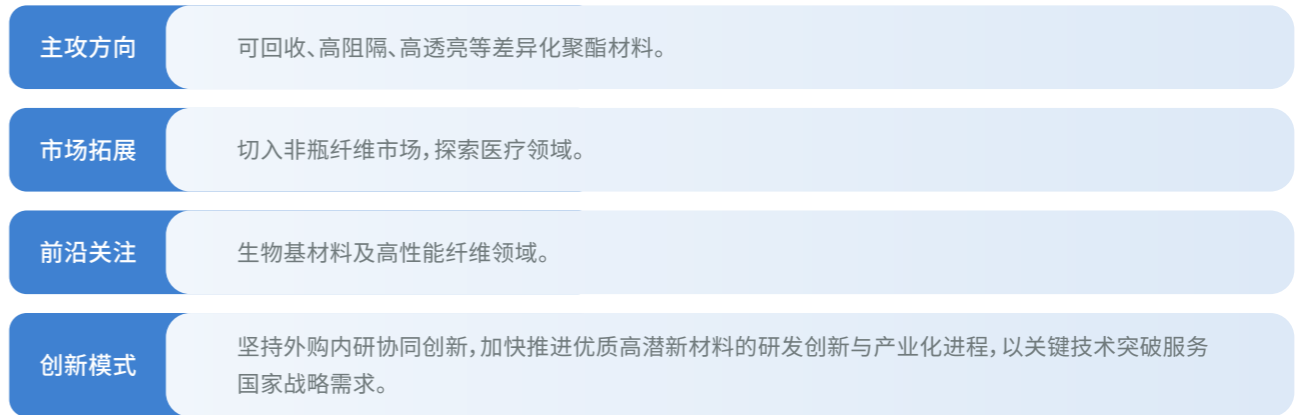 主攻方向
可回收、高阻隔、高透亮等差异化聚酯材料。
市场拓展
切入非瓶纤维市场，探索医疗领域。
前沿关注
生物基材料及高性能纤维领域。
创新模式
坚持外购内研协同创新，加快推进优质高潜新材料的研发创新与产业化进程，以关键技术突破服务
国家战略需求。